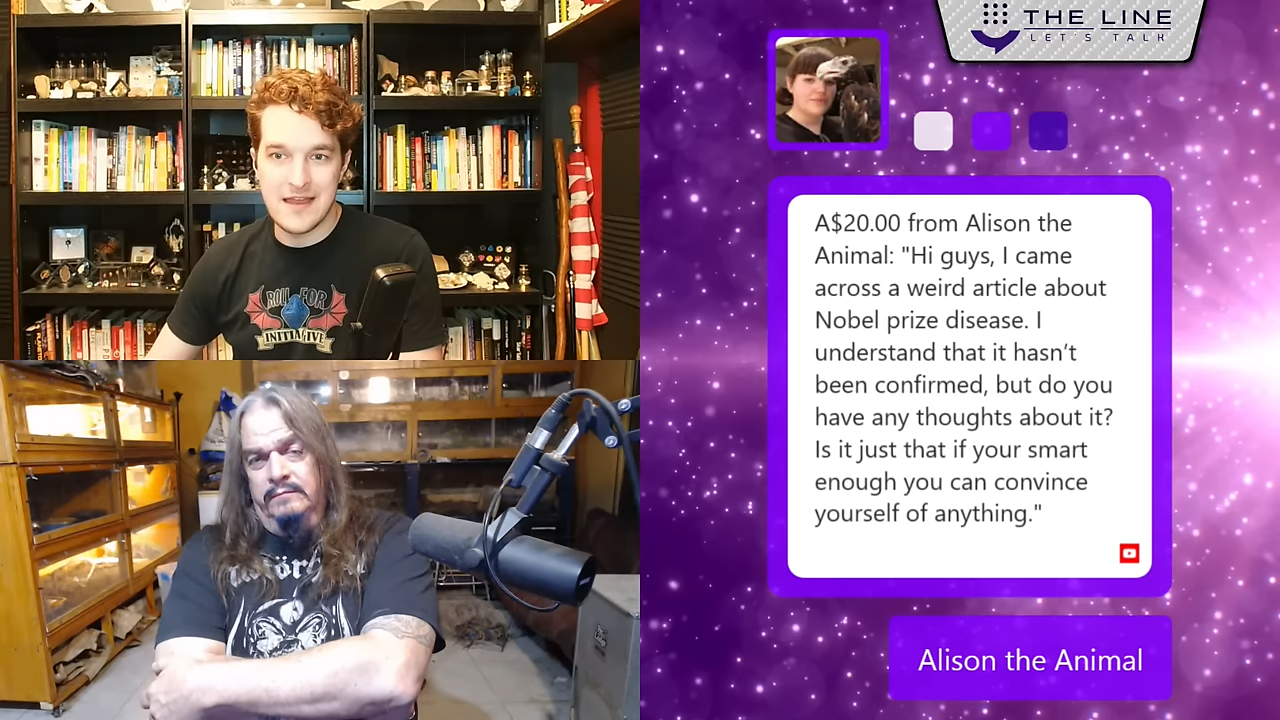 THE LINE
LET'S TALK
A$20.00 from Alison the
Animal: "Hi guys, I came
across a weird article about
Nobel prize disease. I
understand that it hasn't
been confirmed, but do you
have any thoughts about it?
Is it just that if your smart
enough you can convince
yourself of anything."
Alison the Animal
ROLL FOR
INITIATIVE